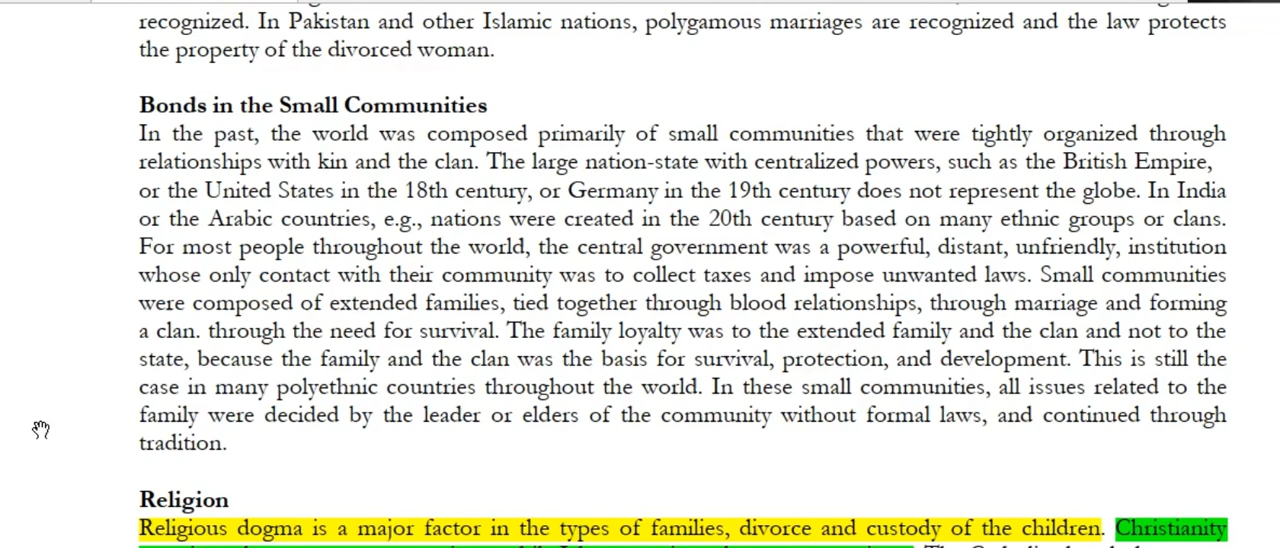 recognized. In Pakistan and other Islamic nations, polygamous marriages are recognized and the law protects
the property of the divorced woman.
Bonds in the Small Communities
In the past, the world was composed primarily of small communities that were tightly organized through
relationships with kin and the clan. The large nation-state with centralized powers, such as the British Empire,
or the United States in the 18th century, or Germany in the 19th century does not represent the globe. In India
or the Arabic countries, e.g., nations were created in the 20th century based on many ethnic groups or clans.
For most people throughout the world, the central government was a powerful, distant, unfriendly, institution
whose only contact with their community was to collect taxes and impose unwanted laws. Small communities
were composed of extended families, tied together through blood relationships, through marriage and forming
a clan. through the need for survival. The family loyalty was to the extended family and the clan and not to the
state, because the family and the clan was the basis for survival, protection, and development. This is still the
case in many polyethnic countries throughout the world. In these small communities, all issues related to the
family were decided by the leader or elders of the community without formal laws, and continued through
tradition.
Religion
Religious dogma is a major factor in the types of families, divorce and custody of the children. Christianity